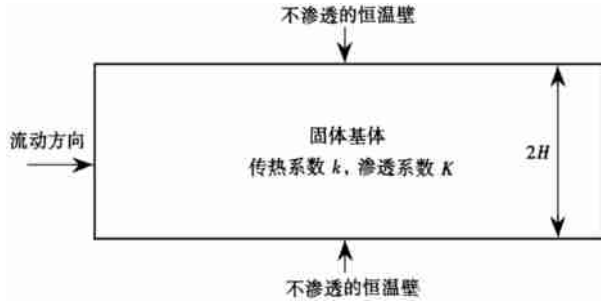 不渗透的恒温壁
流动方向
固体基体
传热系数 k, 渗透系数 K
2H
不渗透的恒温壁